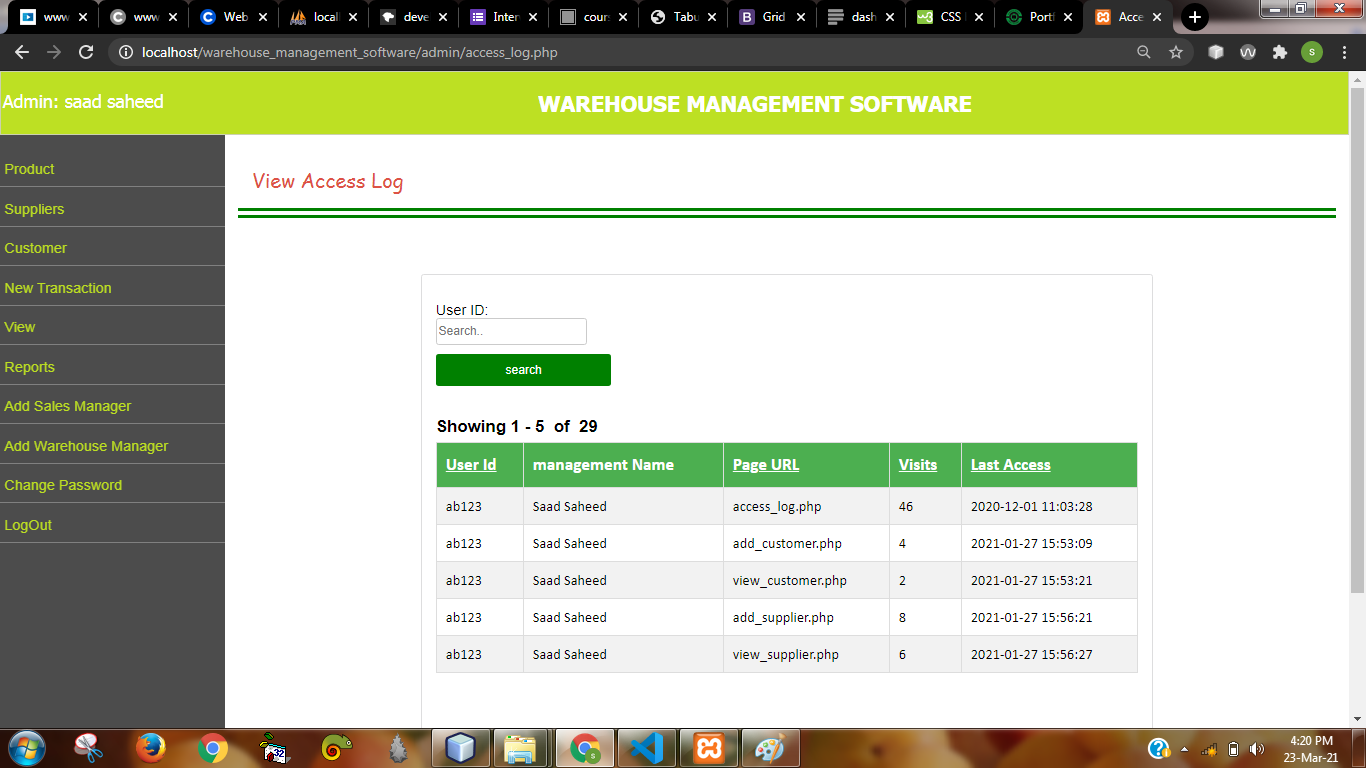 www
www
Web
locall
deve
Inter
cour
Tabu
Grid
dash
CSS
Portf
Acce
localhost/warehouse_management_software/admin/access_log.php
s
Admin: saad saheed
WAREHOUSE MANAGEMENT SOFTWARE
Product
Suppliers
Customer
New Transaction
View
Reports
Add Sales Manager
Add Warehouse Manager
Change Password
LogOut
View Access Log
User ID:
Search..
search
Showing 1 - 5 of 29
User Id management Name Page URL Visits Last Access
ab123 Saad Saheed access_log.php 46 2020-12-01 11:03:28
ab123 Saad Saheed add_customer.php 4 2021-01-27 15:53:09
ab123 Saad Saheed view_customer.php 2 2021-01-27 15:53:21
ab123 Saad Saheed add_supplier.php 8 2021-01-27 15:56:21
ab123 Saad Saheed view_supplier.php 6 2021-01-27 15:56:27
4:20 PM
23-Mar-21